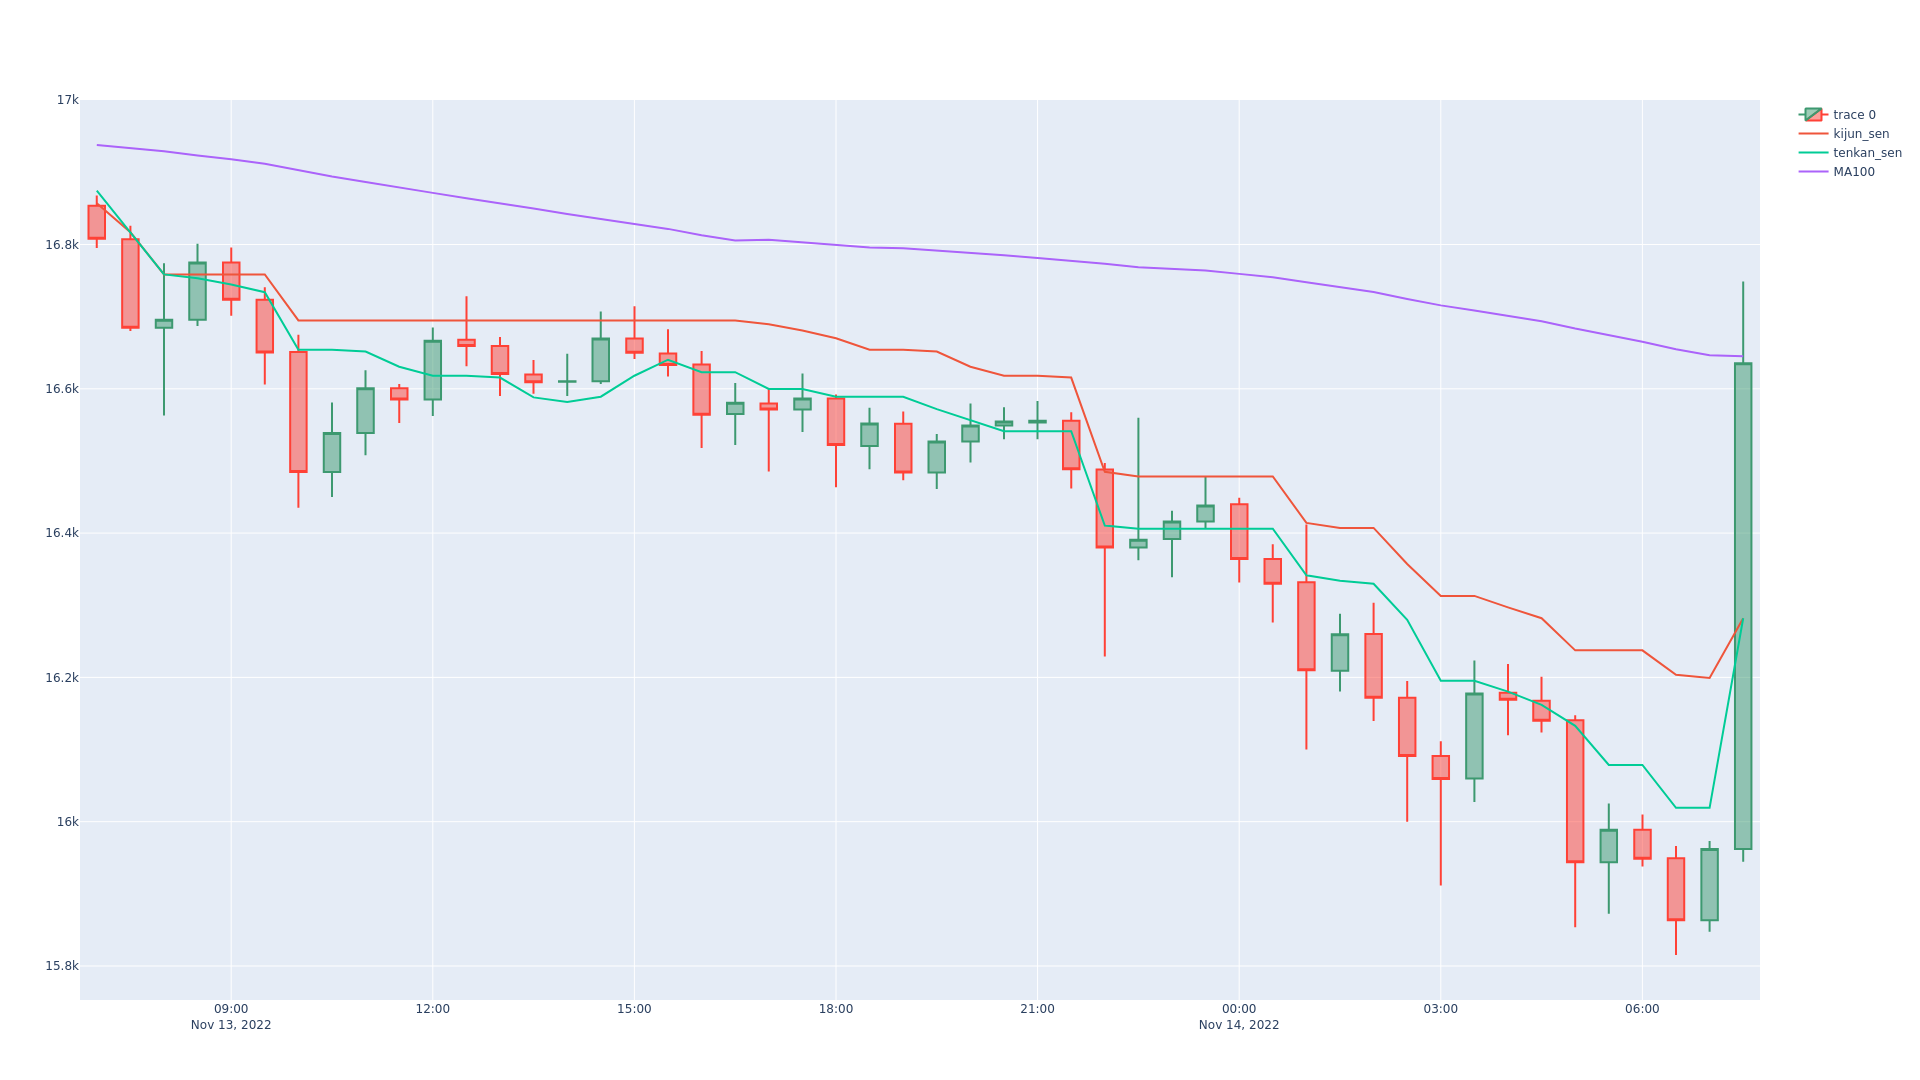 17k
16.8k
16.6k
16.4k
16.2k
16k
15.8k
09:00
Nov 13, 2022
12:00
15:00
18:00
21:00
00:00
Nov 14, 2022
03:00
06:00
trace 0
kijun_sen
tenkan_sen
MA100